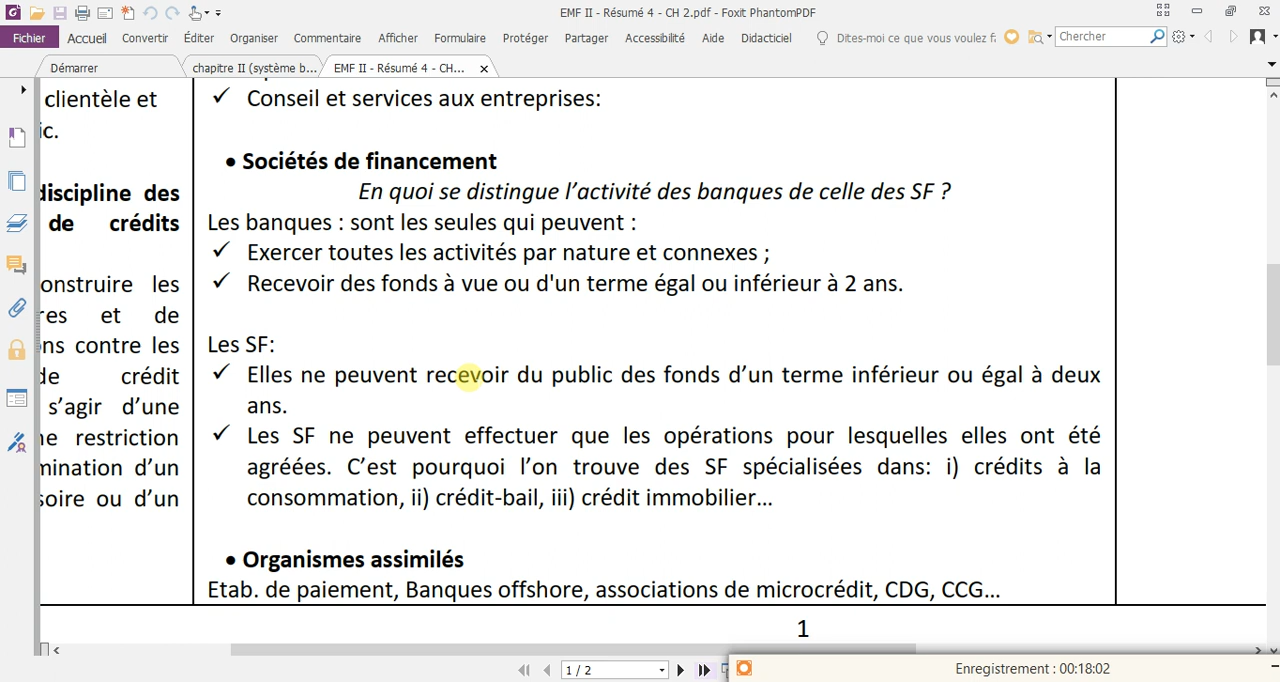 EMF II - Résumé 4 - CH 2.pdf - Foxit PhantomPDF
Fichier Accueil Convertir Éditer Organiser Commentaire Afficher Formulaire Protéger Partager Accessibilité Aide Didacticiel Dites-moi ce que vous voulez f. Chercher
Démarrer chapitre II (système b... EMF II - Résumé 4 - CH...
clientèle et
ic.
discipline des
de crédits
onstruire les
res et de
ns contre les
de crédit
s'agir d'une
ne restriction
mination d'un
soire ou d'un
✓ Conseil et services aux entreprises:
• Sociétés de financement
En quoi se distingue l'activité des banques de celle des SF ?
Les banques : sont les seules qui peuvent :
✓ Exercer toutes les activités par nature et connexes ;
✓ Recevoir des fonds à vue ou d'un terme égal ou inférieur à 2 ans.
Les SF:
✓ Elles ne peuvent recevoir du public des fonds d'un terme inférieur ou égal à deux
ans.
✓ Les SF ne peuvent effectuer que les opérations pour lesquelles elles ont été
agréées. C'est pourquoi l'on trouve des SF spécialisées dans: i) crédits à la
consommation, ii) crédit-bail, iii) crédit immobilier...
• Organismes assimilés
Etab. de paiement, Banques offshore, associations de microcrédit, CDG, CCG...
1
1 / 2
Enregistrement : 00:18:02